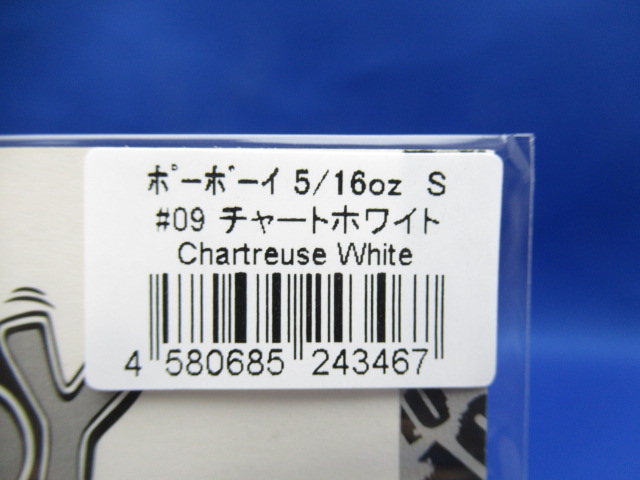 ポーボーイ 5/16oz S
#09 チャートホワイト
Chartreuse White
4 580685 243467